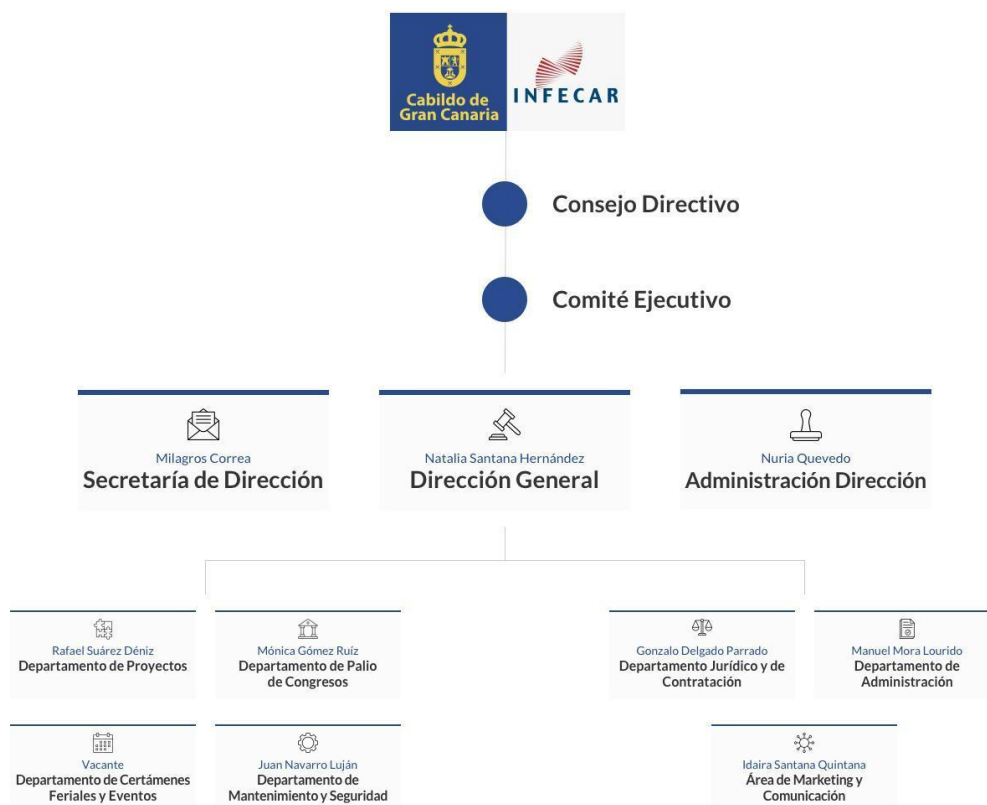 Cabildo de
Gran Canaria
INFECAR
Consejo Directivo
Comité Ejecutivo
Milagros Correa
Secretaría de Dirección
Natalia Santana Hernández
Dirección General
Nuria Quevedo
Administración Dirección
Rafael Suárez Déniz
Departamento de Proyectos
Mónica Gómez Ruíz
Departamento de Palio
de Congresos
Gonzalo Delgado Parrado
Departamento Jurídico y de
Contratación
Manuel Mora Lourido
Departamento de
Administración
Vacante
Departamento de Certámenes
Feriales y Eventos
Juan Navarro Luján
Departamento de
Mantenimiento y Seguridad
Idaira Santana Quintana
Área de Marketing y
Comunicación